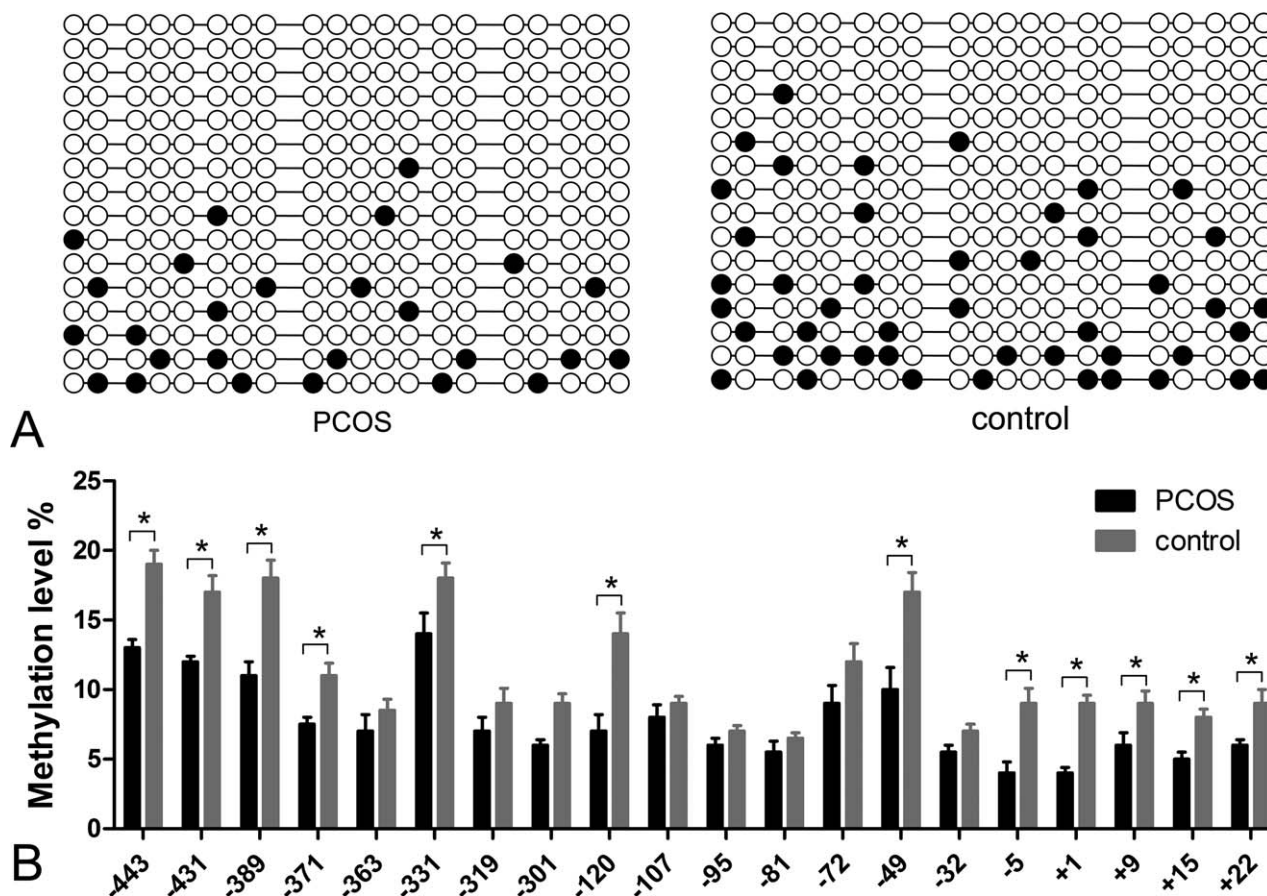 PCOS
control
A
25
20
15
10
5
0
Methylation level %
* * * * * * * * * * * *
PCOS
control
B
-443 -431 -389 -371 -363 -331 -319 -301 -120 -107 -95 -81 -72 -49 -32 -5 +1 +9 +15 +22